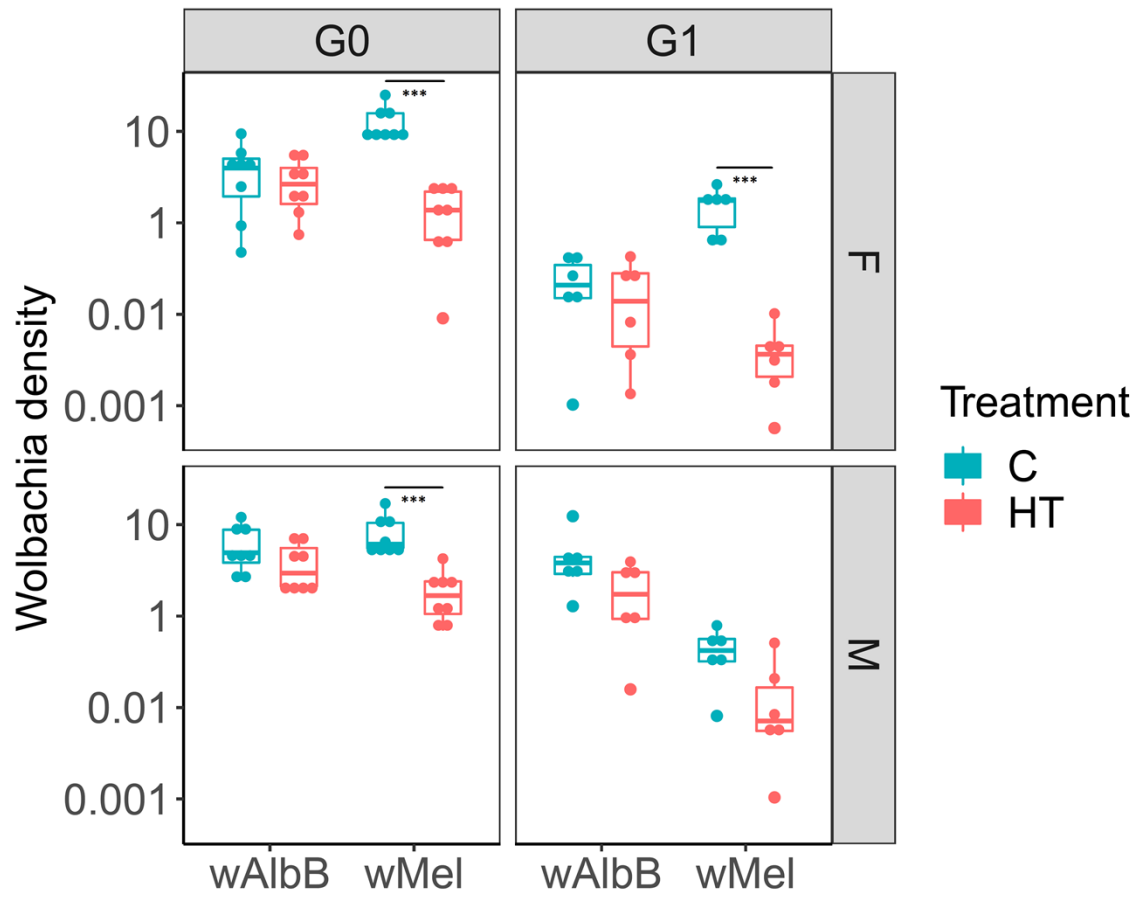 G0 G1
***
10
1
0.01
0.001
***
F
Wolbachia density
***
10
1
0.01
0.001
M
wAlbB wMel wAlbB wMel
Treatment
C
HT